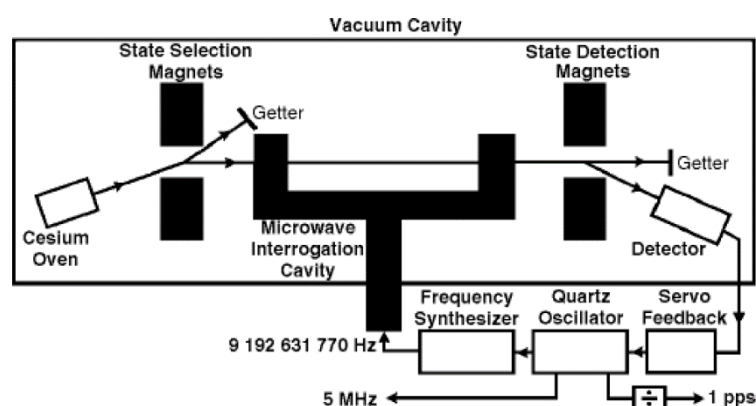 Vacuum Cavity
State Selection
Magnets
State Detection
Magnets
Getter
Getter
Cesium
Oven
Microwave
Interrogation
Cavity
Detector
Frequency
Synthesizer
Quartz
Oscillator
Servo
Feedback
9 192 631 770 Hz
5 MHz
÷
1 pps